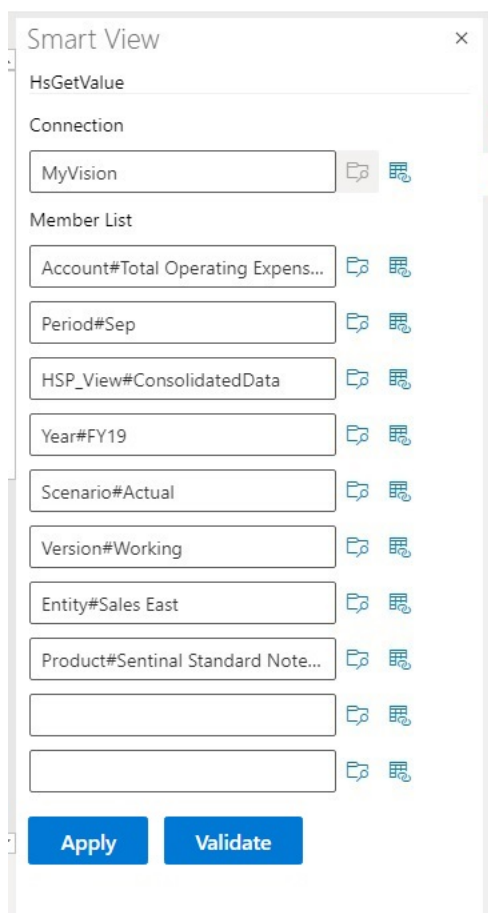 Smart View
HsGetValue
Connection
MyVision
Member List
Account#Total Operating Expens...
Period#Sep
HSP_View#ConsolidatedData
Year#FY19
Scenario#Actual
Version#Working
Entity#Sales East
Product#Sentinal Standard Note...
Apply Validate